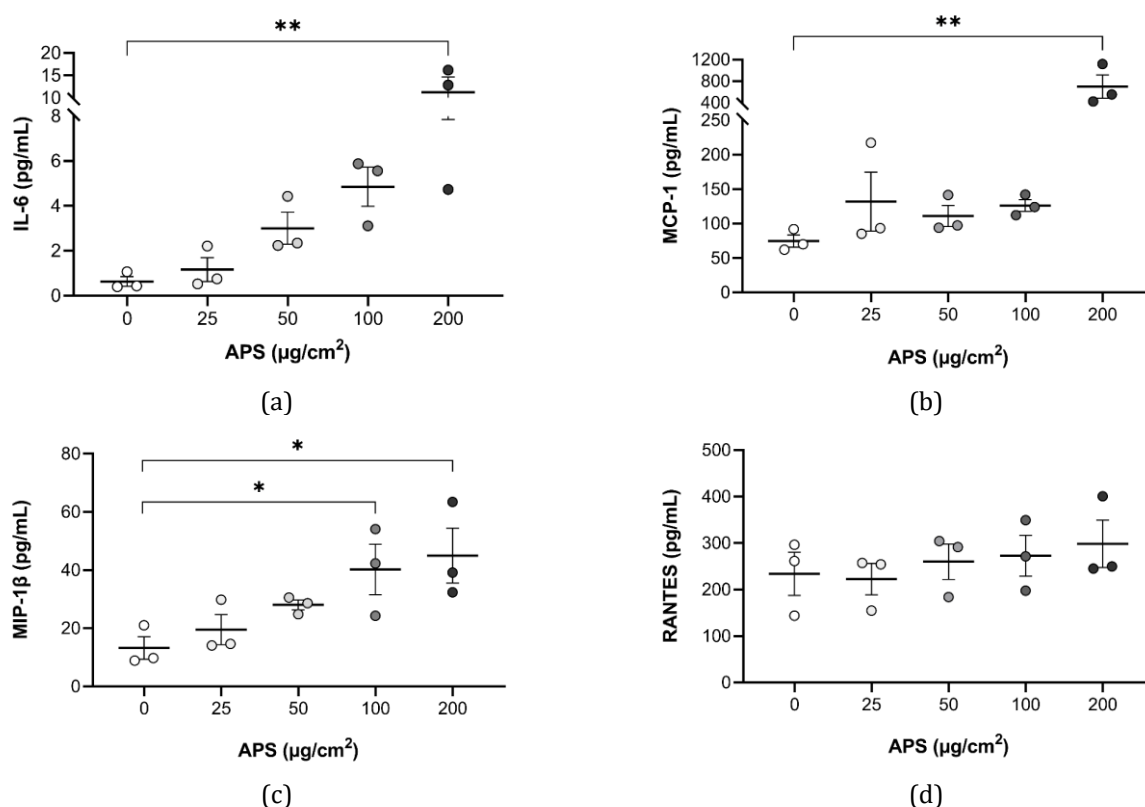 **
IL-6 (pg/mL)
20
15
10
8
6
4
2
0
0 25 50 100 200
APS (µg/cm²)
(a)
**
MCP-1 (pg/mL)
1200
800
400
250
200
150
100
50
0
0 25 50 100 200
APS (µg/cm²)
(b)
*
*
MIP-1β (pg/mL)
80
60
40
20
0
0 25 50 100 200
APS (µg/cm²)
(c)
RANTES (pg/mL)
500
400
300
200
100
0
0 25 50 100 200
APS (µg/cm²)
(d)